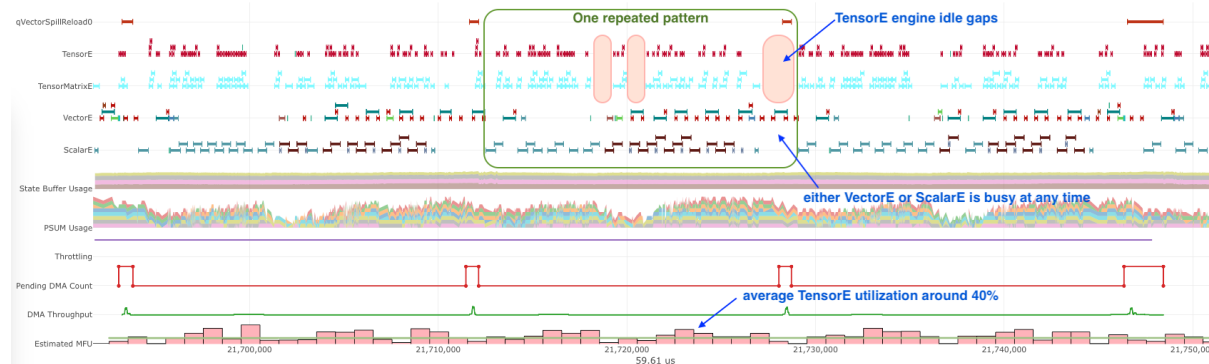 qVectorSpillReload0
One repeated pattern
TensorE engine idle gaps
TensorE
TensorMatrixE
VectorE
ScalarE
State Buffer Usage
either VectorE or ScalarE is busy at any time
PSUM Usage
Throttling
Pending DMA Count
average TensorE utilization around 40%
DMA Throughput
Estimated MFU
21,700,000
21,710,000
21,720,000
21,730,000
21,740,000
21,750,000
59.61 us